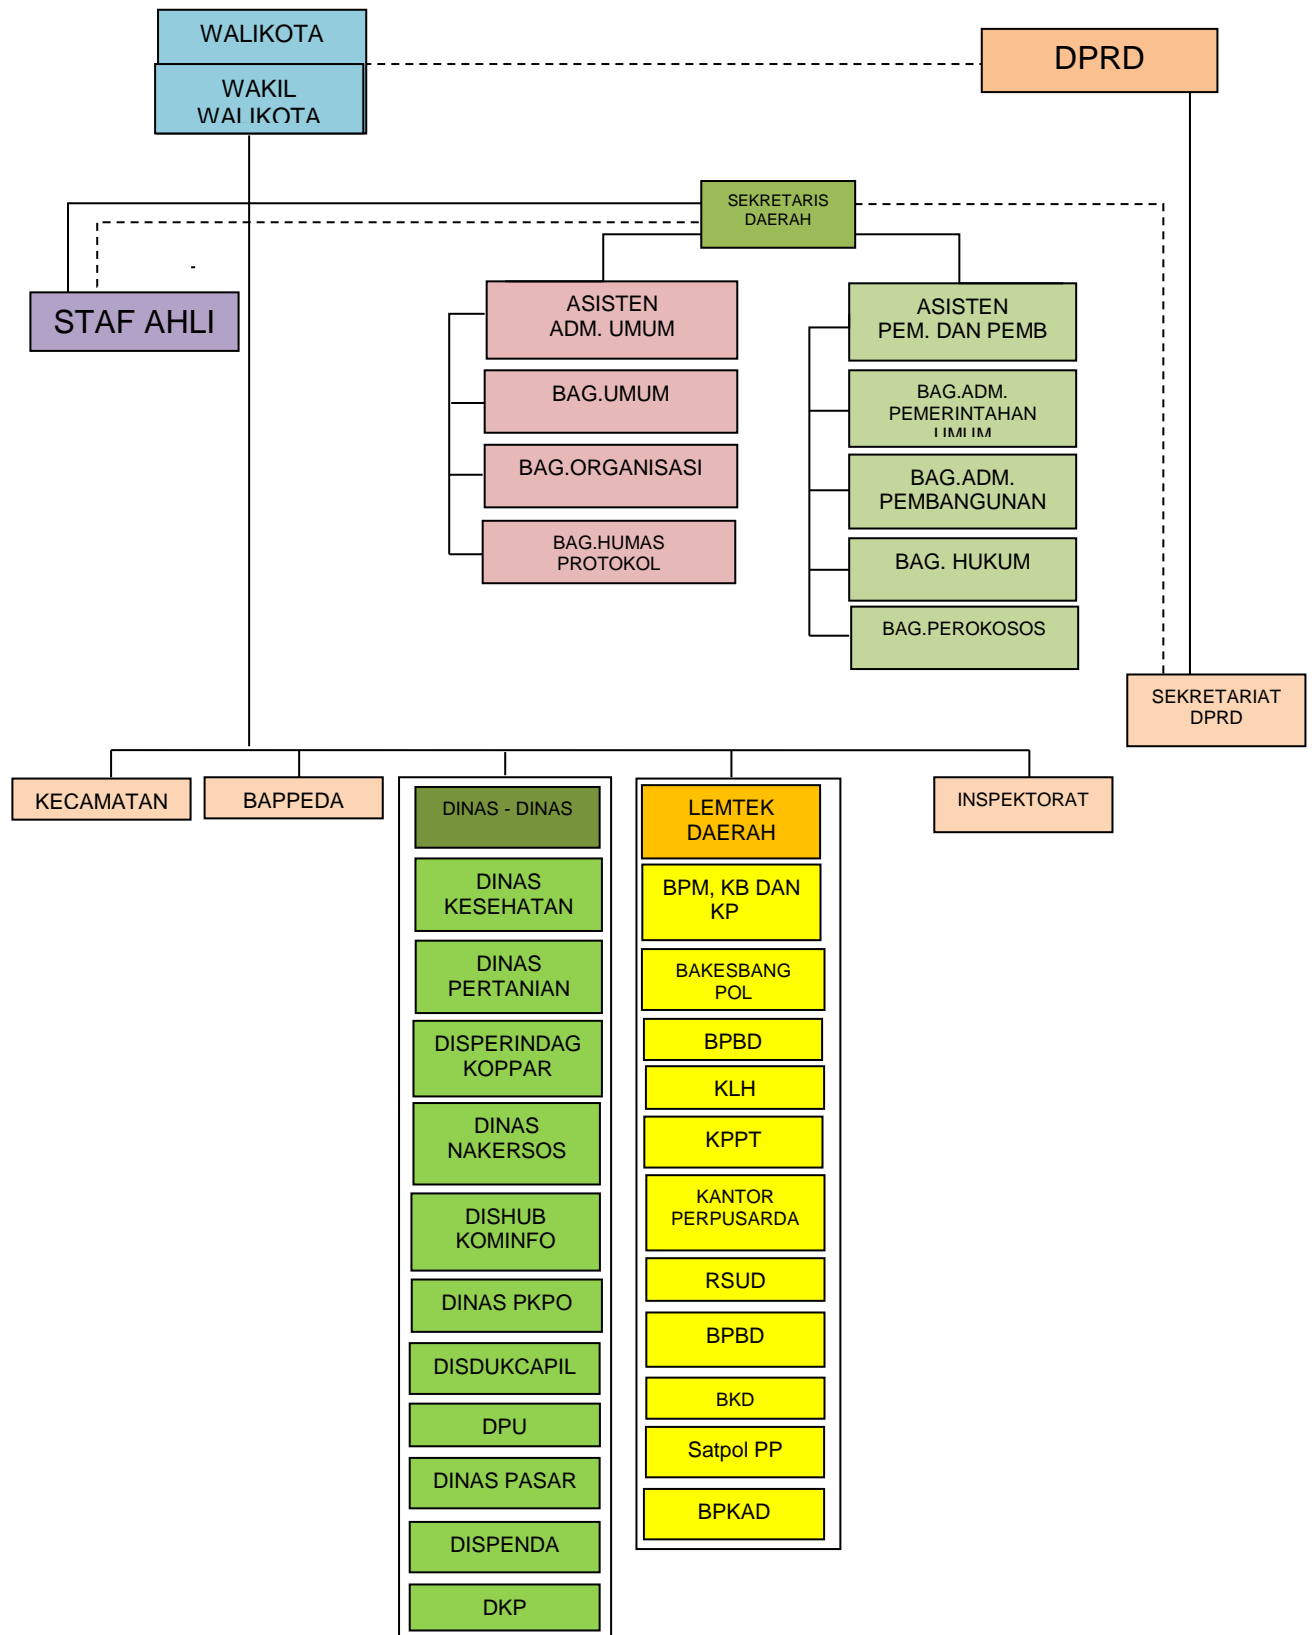 WALIKOTA
WAKIL
WALIKOTA
DPRD
SEKRETARIS
DAERAH
-
STAF AHLI
ASISTEN
ADM. UMUM
BAG.UMUM
BAG.ORGANISASI
BAG.HUMAS
PROTOKOL
ASISTEN
PEM. DAN PEMB
BAG.ADM.
PEMERINTAHAN
UMUM
BAG.ADM.
PEMBANGUNAN
BAG. HUKUM
BAG.PEROKOSOS
SEKRETARIAT
DPRD
KECAMATAN
BAPPEDA
DINAS - DINAS
DINAS
KESEHATAN
DINAS
PERTANIAN
DISPERINDAG
KOPPAR
DINAS
NAKERSOS
DISHUB
KOMINFO
DINAS PKPO
DISDUKCAPIL
DPU
DINAS PASAR
DISPENDA
DKP
LEMTEK
DAERAH
BPM, KB DAN
KP
BAKESBANG
POL
BPBD
KLH
KPPT
KANTOR
PERPUSARDA
RSUD
BPBD
BKD
Satpol PP
BPKAD
INSPEKTORAT